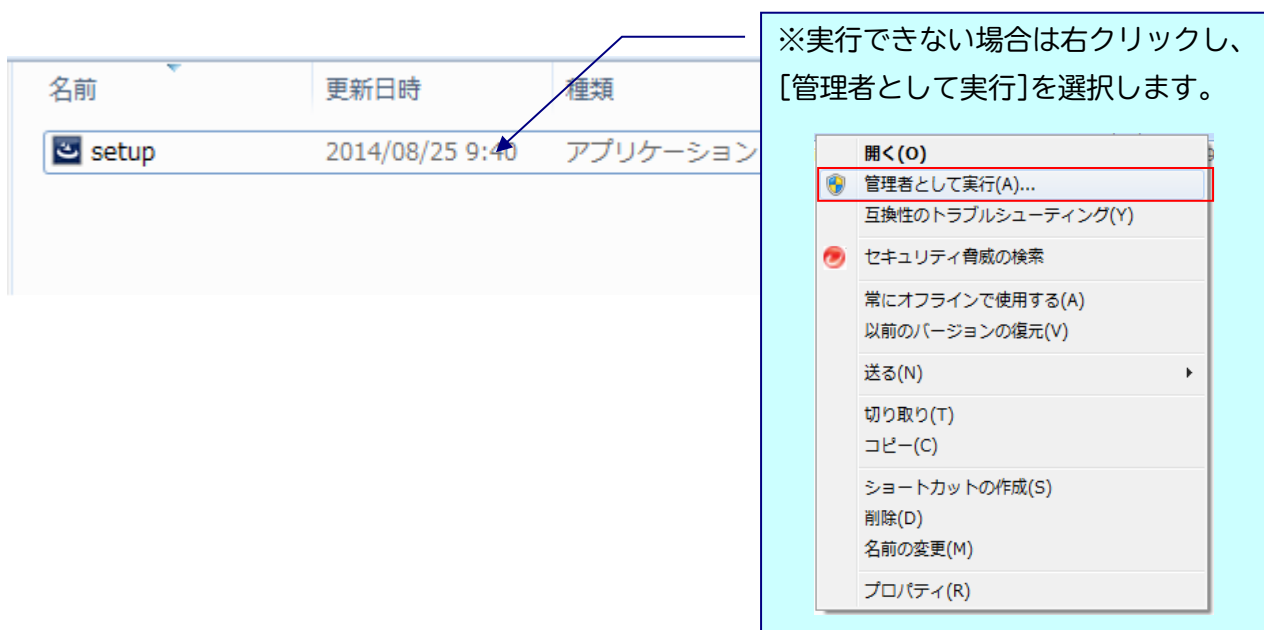 ※実行できない場合は右クリックし、
[管理者として実行]を選択します。
名前 更新日時 種類
setup 2014/08/25 9:40 アプリケーション
開く(O)
管理者として実行(A)...
互換性のトラブルシューティング(Y)
セキュリティ脅威の検索
常にオフラインで使用する(A)
以前のバージョンの復元(V)
送る(N)
切り取り(T)
コピー(C)
ショートカットの作成(S)
削除(D)
名前の変更(M)
プロパティ(R)